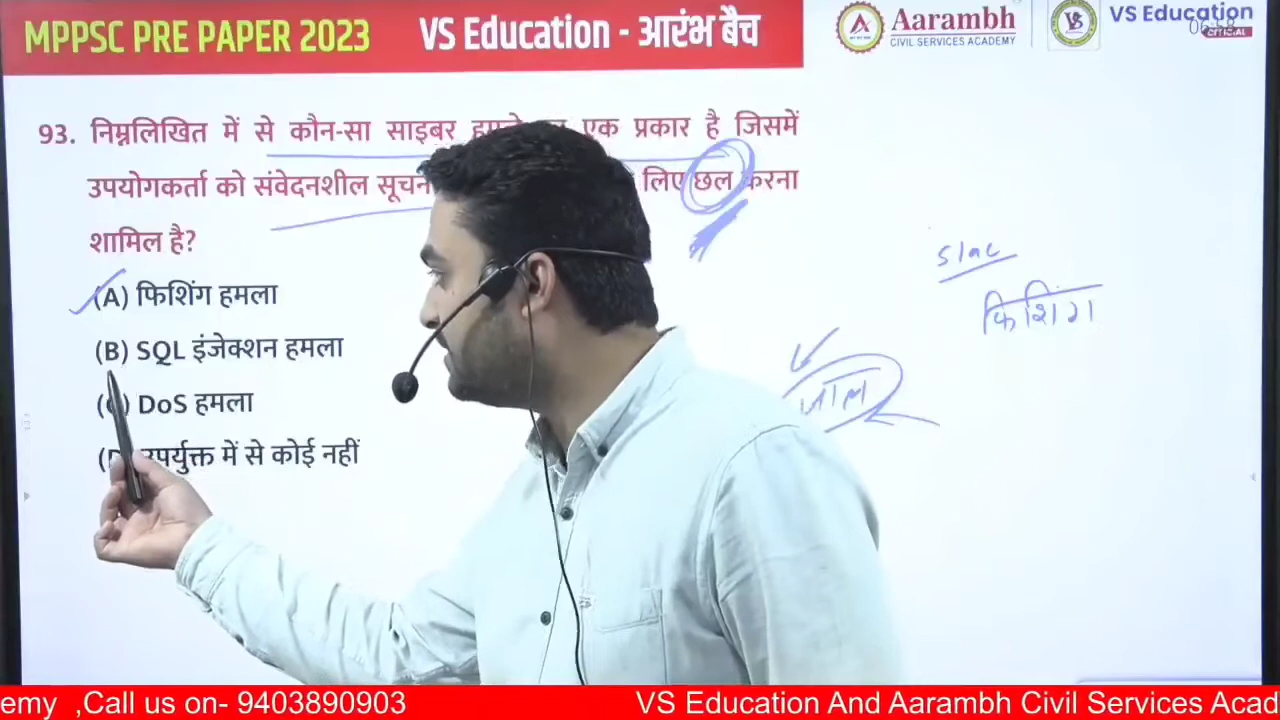 MPPSC PRE PAPER 2023 VS Education - आरंभ बैच
Aarambh
CIVIL SERVICES ACADEMY
VS Education
OFFICIAL
93. निम्नलिखित में से कौन-सा साइबर एक प्रकार है जिसमें
उपयोगकर्ता को संवेदनशील लिए छल करना
शामिल है?
(A) फिशिंग हमला
(B) SQL इंजेक्शन हमला
DoS हमला
उपर्युक्त में से कोई नहीं
फिशिंग
जाल
emy ,Call us on- 9403890903 VS Education And Aarambh Civil Services Acad